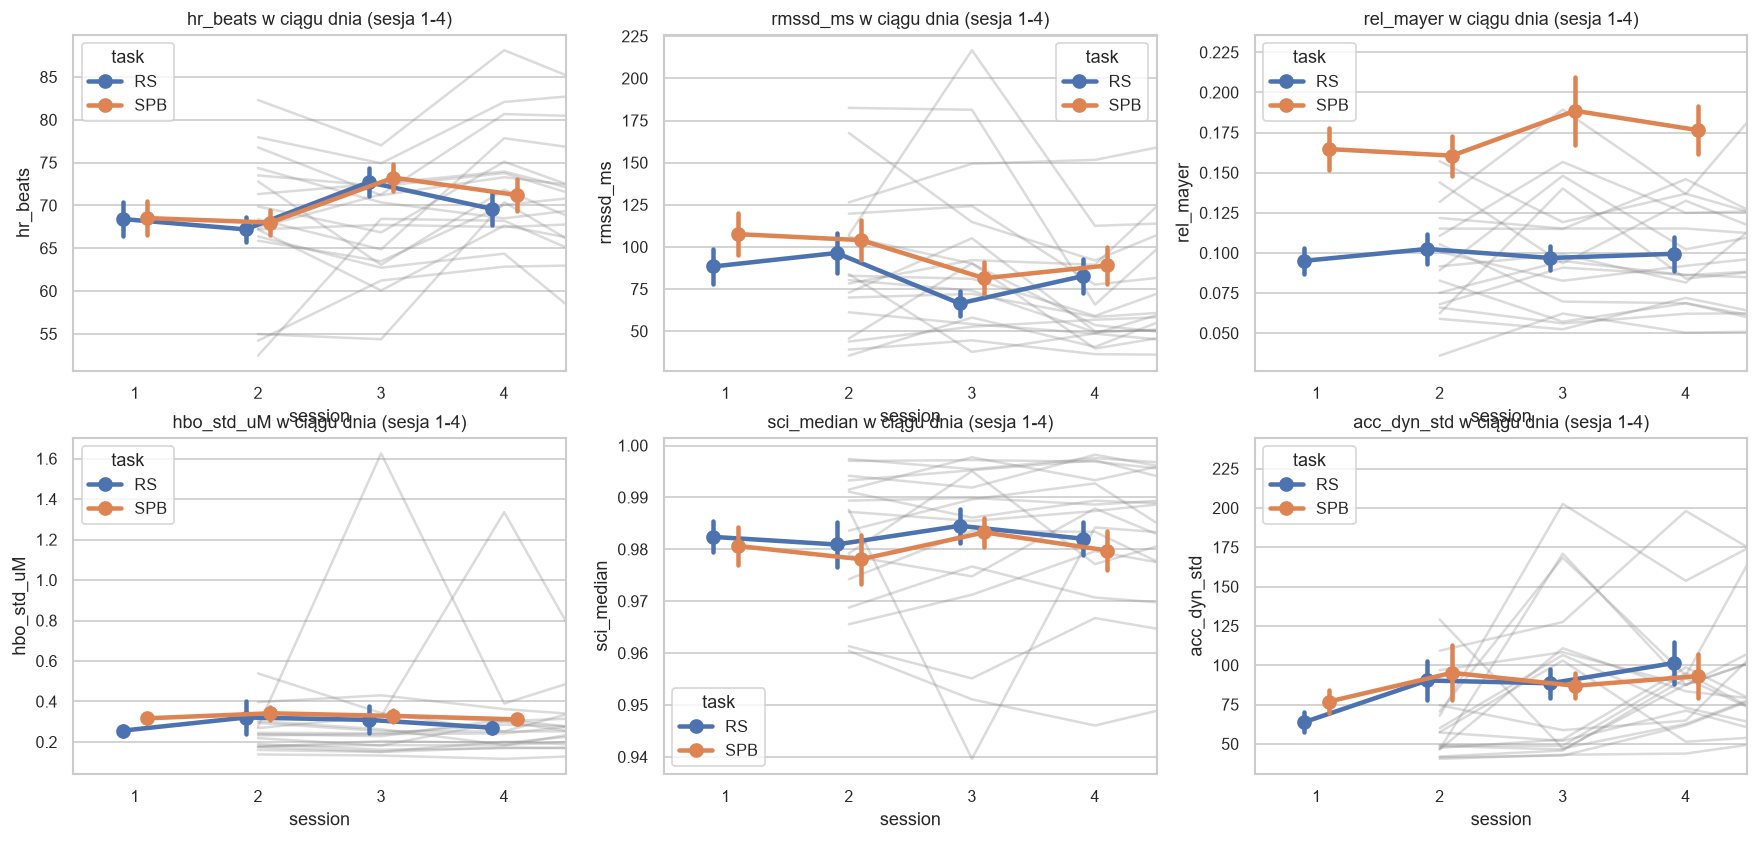 hr_beats w ciągu dnia (sesja 1-4)
task
RS
SPB
85
80
75
70
65
60
55
hr_beats
1
2
3
4
session
rmssd_ms w ciągu dnia (sesja 1-4)
task
RS
SPB
225
200
175
150
125
100
75
50
rmssd_ms
1
2
3
4
session
rel_mayer w ciągu dnia (sesja 1-4)
task
RS
SPB
0.225
0.200
0.175
0.150
0.125
0.100
0.075
0.050
rel_mayer
1
2
3
4
session
hbo_std_uM w ciągu dnia (sesja 1-4)
task
RS
SPB
1.6
1.4
1.2
1.0
0.8
0.6
0.4
0.2
hbo_std_uM
1
2
3
4
session
sci_median w ciągu dnia (sesja 1-4)
task
RS
SPB
1.00
0.99
0.98
0.97
0.96
0.95
0.94
sci_median
1
2
3
4
session
acc_dyn_std w ciągu dnia (sesja 1-4)
task
RS
SPB
225
200
175
150
125
100
75
50
acc_dyn_std
1
2
3
4
session